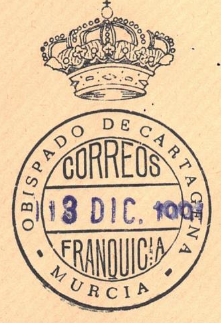 OBISPADO DE CARTAGENA
CORREOS
13 DIC.
FRANQUICIA
- MURCIA -